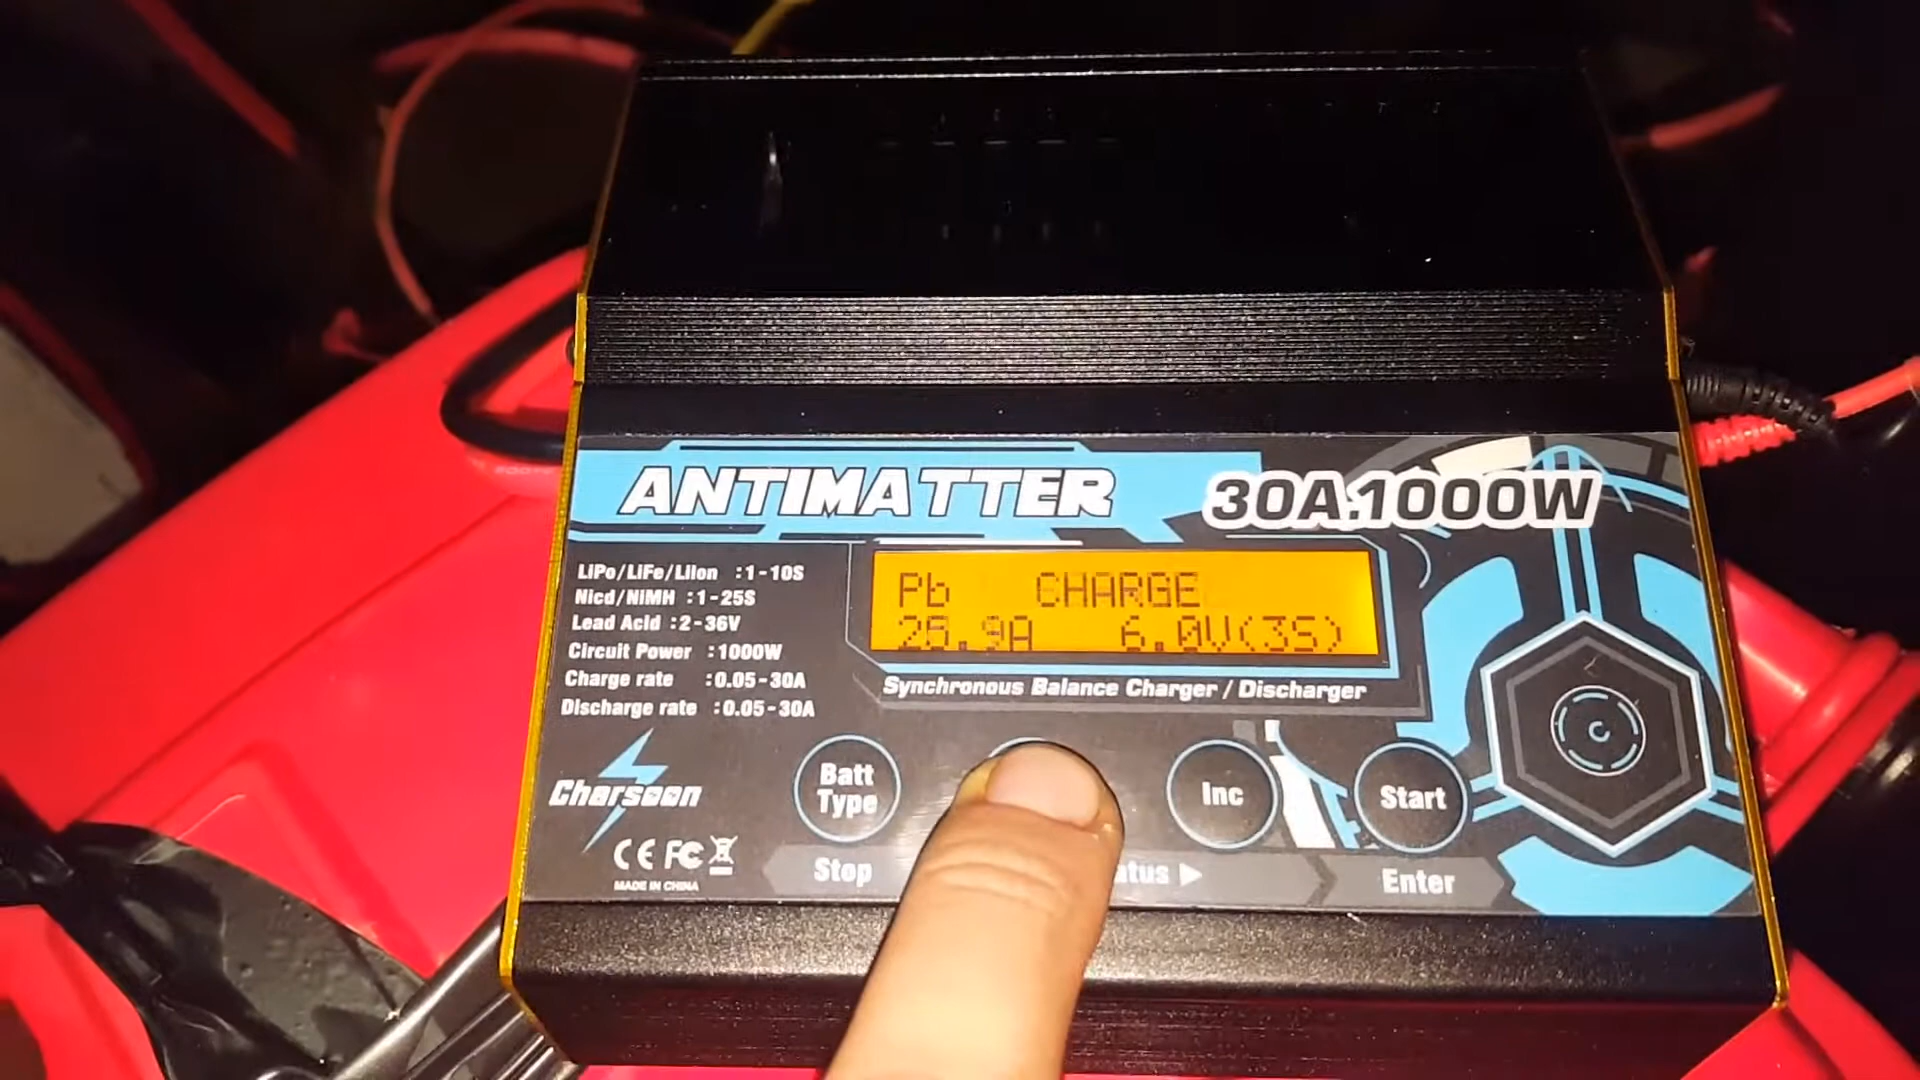 ANTIMATTER
30A.1000W
LiPo/LiFe/LiIon :1-10S
Nicd/NiMH :1-25S
Lead Acid :2-36V
Circuit Power :1000W
Charge rate :0.05-30A
Discharge rate :0.05-30A
Pb CHARGE
6.0V(3S)
Synchronous Balance Charger / Discharger
Charsoon
CE FC
MADE IN CHINA
Batt Type
Inc
Start
Stop
Enter